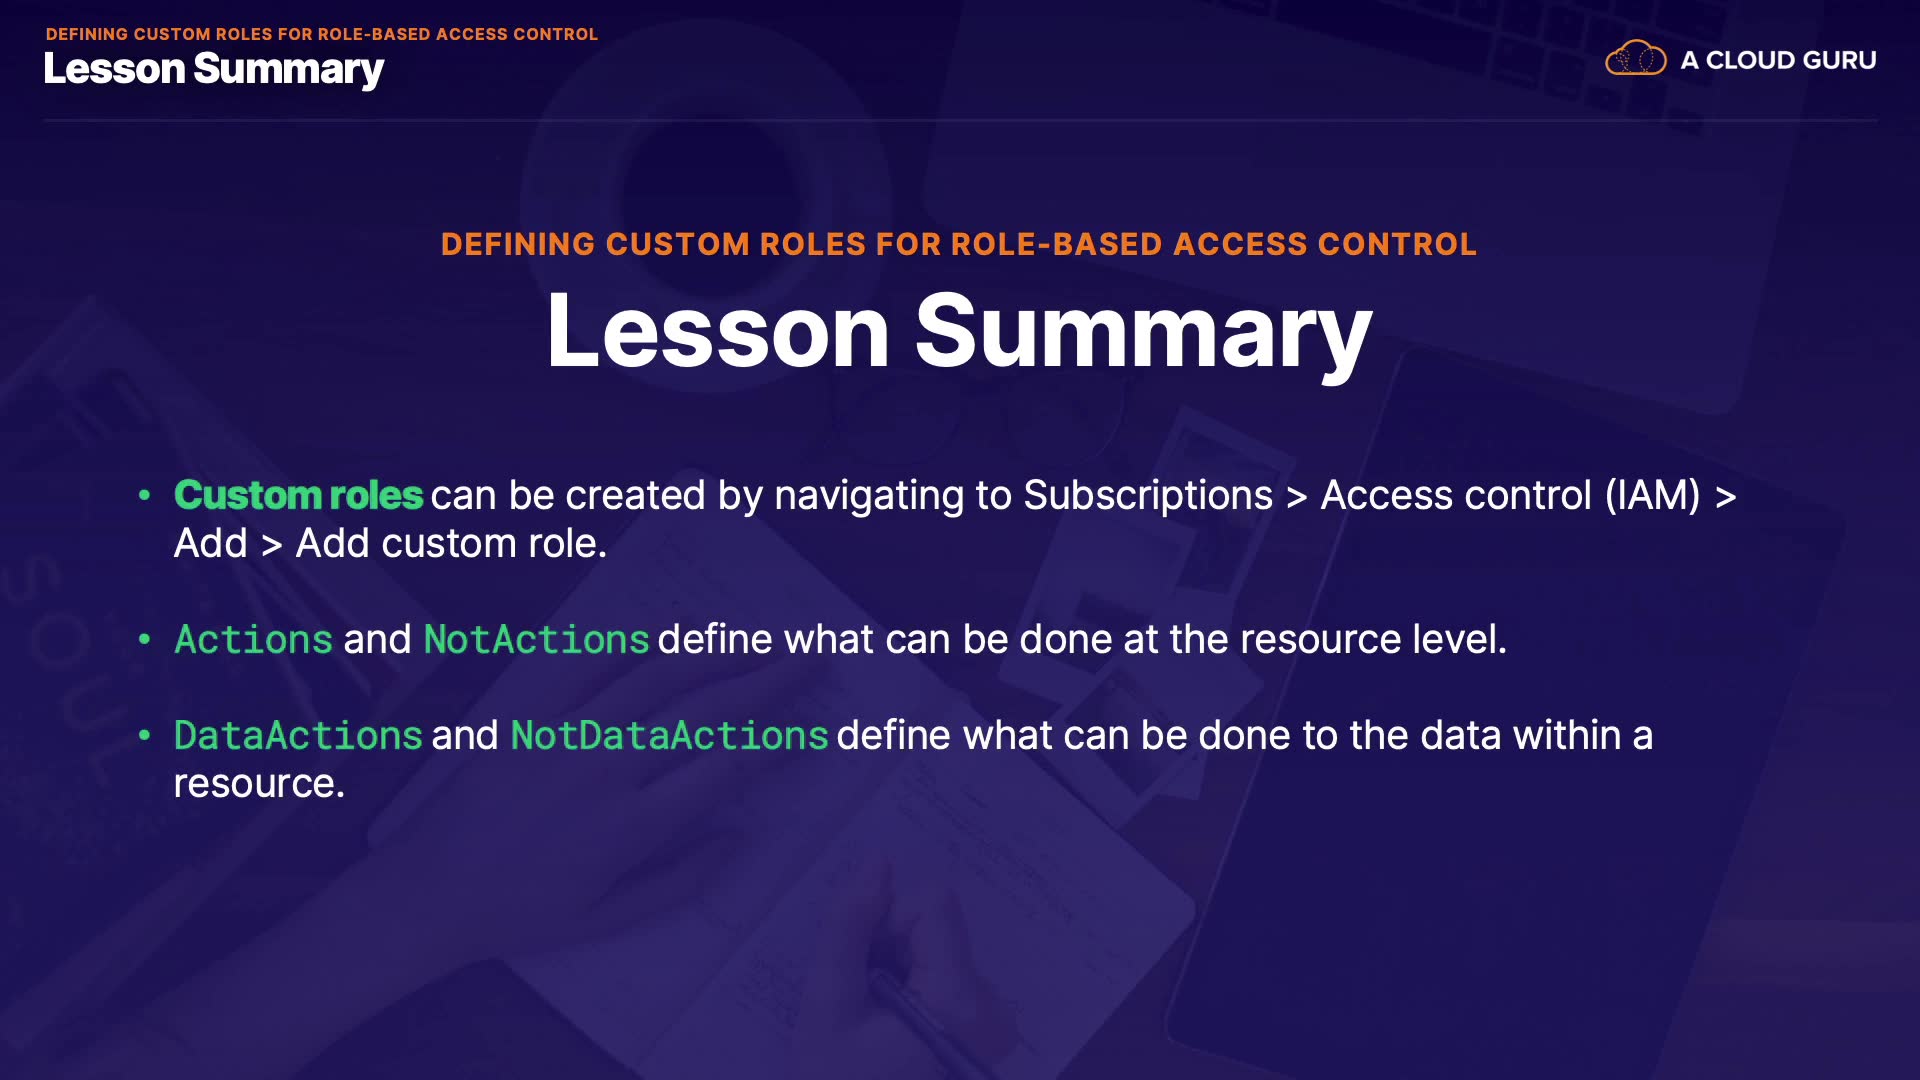 DEFINING CUSTOM ROLES FOR ROLE-BASED ACCESS CONTROL
Lesson Summary
A CLOUD GURU
DEFINING CUSTOM ROLES FOR ROLE-BASED ACCESS CONTROL
Lesson Summary
• Custom roles can be created by navigating to Subscriptions > Access control (IAM) >
Add > Add custom role.
• Actions and NotActions define what can be done at the resource level.
• DataActions and NotDataActions define what can be done to the data within a
resource.
SOUL